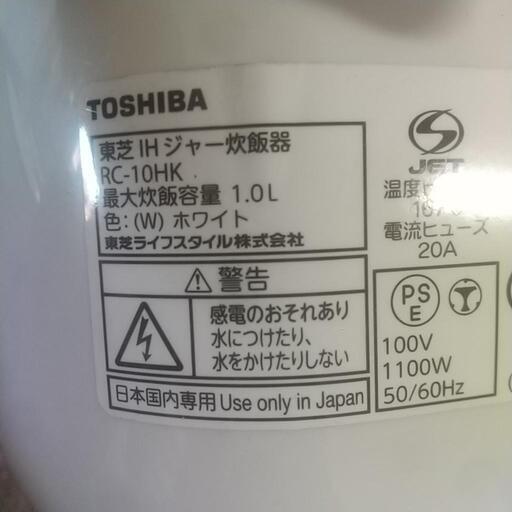 TOSHIBA
東芝IHジャー炊飯器
RC-10HK
最大炊飯容量 1.0L
色:(W) ホワイト
東芝ライフスタイル株式会社
警告
感電のおそれあり
水につけたり、
水をかけたりしない
日本国内専用 Use only in Japan
S
JET
温度
電流ヒューズ
20A
PS
E
100V
1100W
50/60Hz